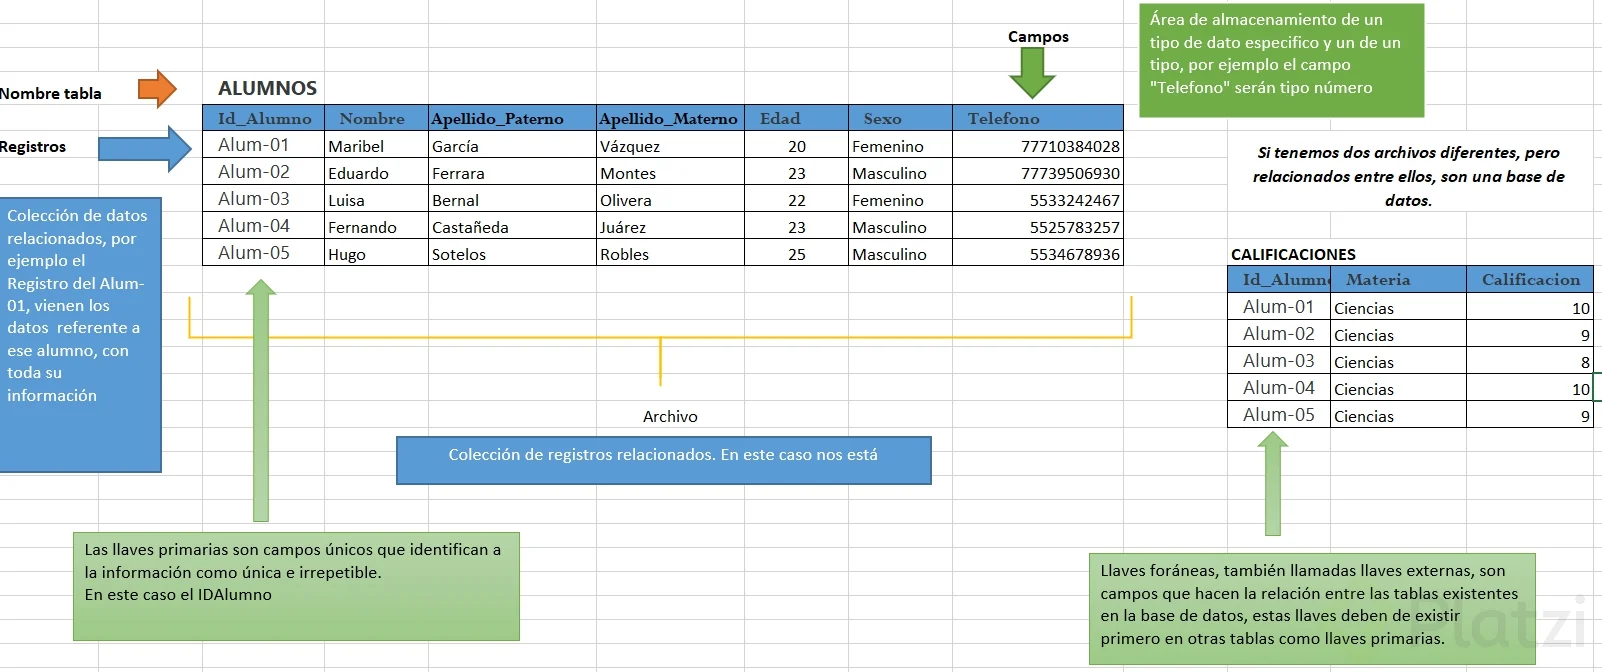 Campos
Área de almacenamiento de un
tipo de dato especifico y un de un
tipo, por ejemplo el campo
"Telefono" serán tipo número
Nombre tabla
ALUMNOS
Registros
Id_Alumno Nombre Apellido_Paterno Apellido_Materno Edad Sexo Telefono
Alum-01 Maribel García Vázquez 20 Femenino 77710384028
Alum-02 Eduardo Ferrara Montes 23 Masculino 77739506930
Alum-03 Luisa Bernal Olivera 22 Femenino 5533242467
Alum-04 Fernando Castañeda Juárez 23 Masculino 5525783257
Alum-05 Hugo Sotelos Robles 25 Masculino 5534678936
Si tenemos dos archivos diferentes, pero
relacionados entre ellos, son una base de
datos.
Colección de datos
relacionados, por
ejemplo el
Registro del Alum-
01, vienen los
datos referente a
ese alumno, con
toda su
información
CALIFICACIONES
Id_Alumno Materia Calificacion
Alum-01 Ciencias 10
Alum-02 Ciencias 9
Alum-03 Ciencias 8
Alum-04 Ciencias 10
Alum-05 Ciencias 9
Archivo
Colección de registros relacionados. En este caso nos está
Las llaves primarias son campos únicos que identifican a
la información como única e irrepetible.
En este caso el IDAlumno
Llaves foráneas, también llamadas llaves externas, son
campos que hacen la relación entre las tablas existentes
en la base de datos, estas llaves deben de existir
primero en otras tablas como llaves primarias.
Platzi